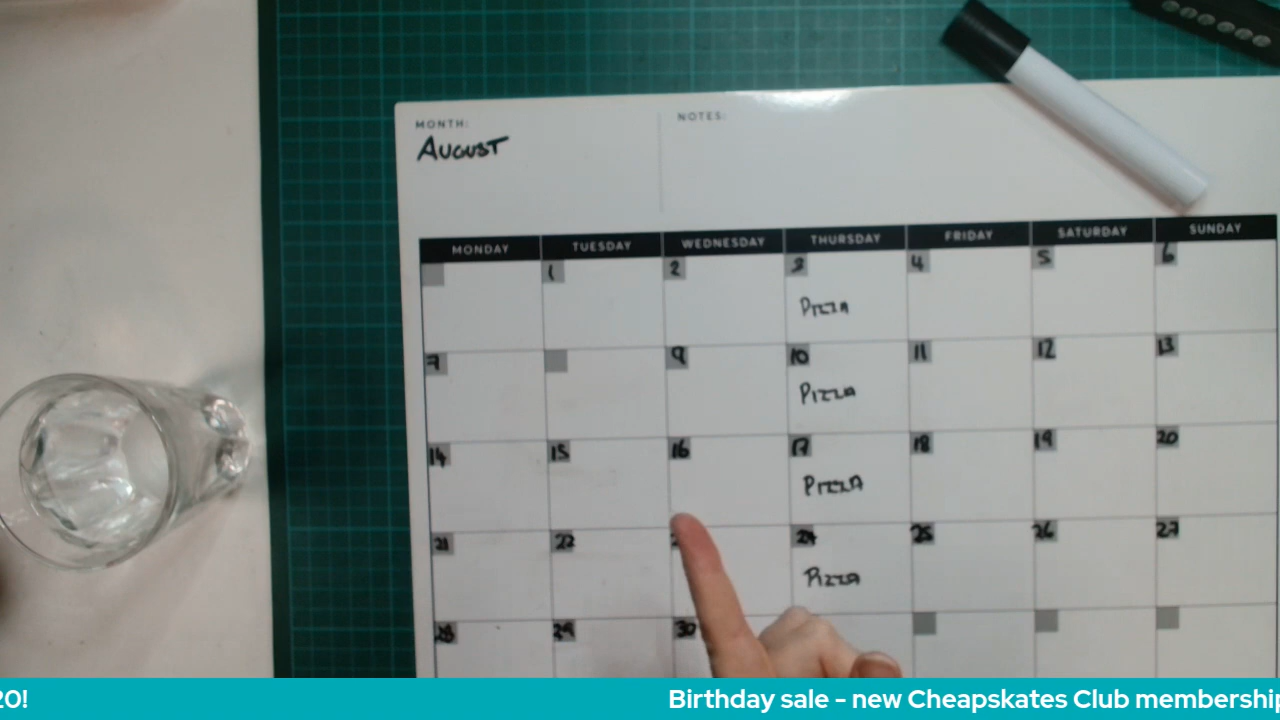 MONTH:
AUGUST
NOTES:
MONDAY TUESDAY WEDNESDAY THURSDAY FRIDAY SATURDAY SUNDAY
1 2 3 4 5 6
PIZZA
7 9 10 11 12 13
PIZZA
14 15 16 17 18 19 20
PIZZA
21 22 24 25 26 27
PIZZA
28 29 30
20!
Birthday sale - new Cheapskates Club membership